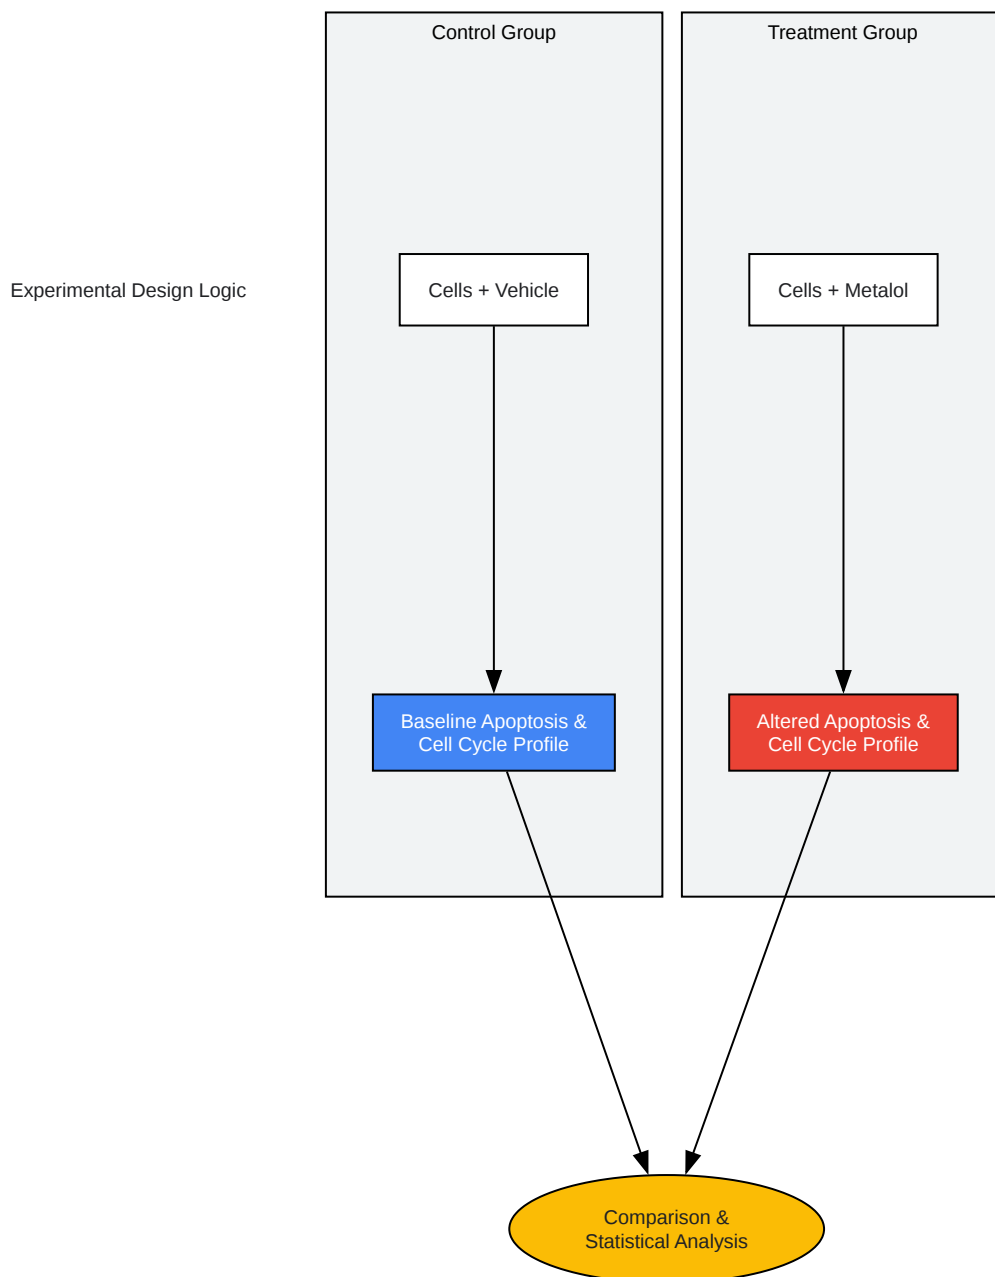 Control Group
Treatment Group
Experimental Design Logic
Cells + Vehicle
Cells + Metalol
Baseline Apoptosis &
Cell Cycle Profile
Altered Apoptosis &
Cell Cycle Profile
Comparison &
Statistical Analysis